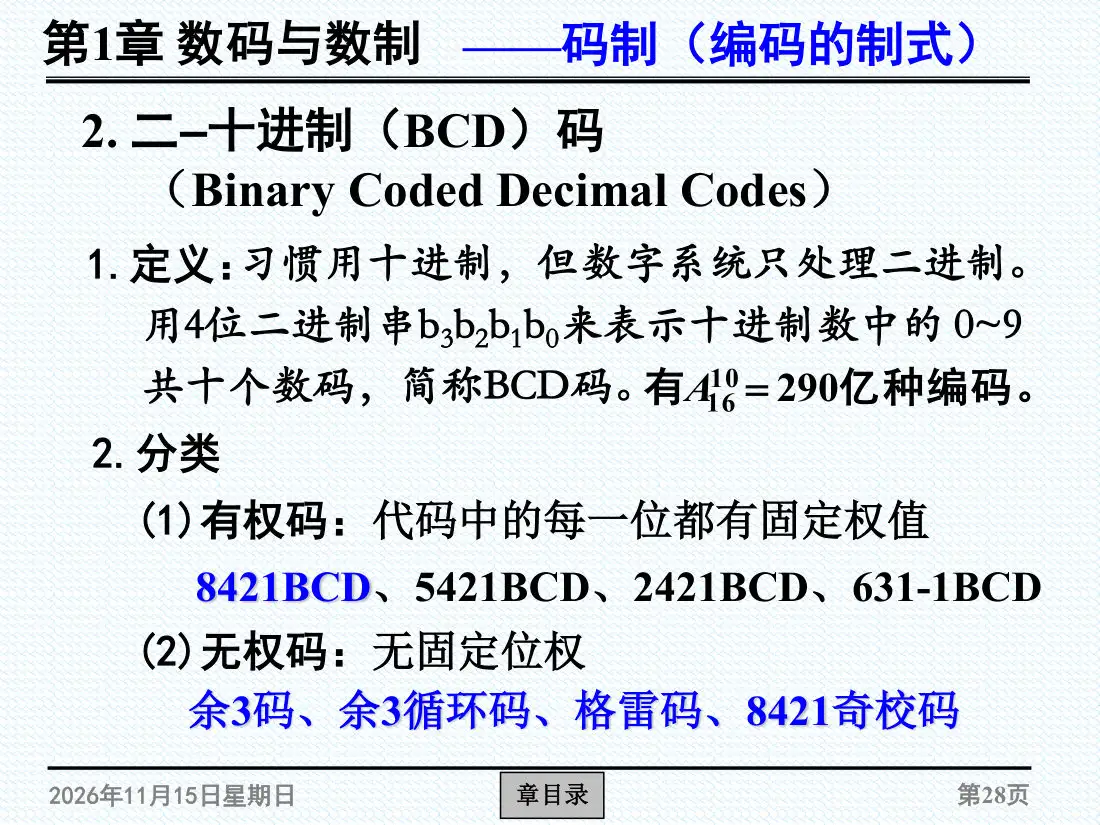 第1章 数码与数制 ——码制（编码的制式）
2. 二–十进制（BCD）码
（Binary Coded Decimal Codes）
1. 定义：习惯用十进制，但数字系统只处理二进制。
用4位二进制串b₃b₂b₁b₀来表示十进制数中的 0~9
共十个数码，简称BCD码。有A₁₆¹⁰ = 290亿种编码。
2. 分类
(1) 有权码：代码中的每一位都有固定权值
8421BCD、5421BCD、2421BCD、631-1BCD
(2) 无权码：无固定位权
余3码、余3循环码、格雷码、8421奇校码
2026年11月15日星期日 章目录 第28页